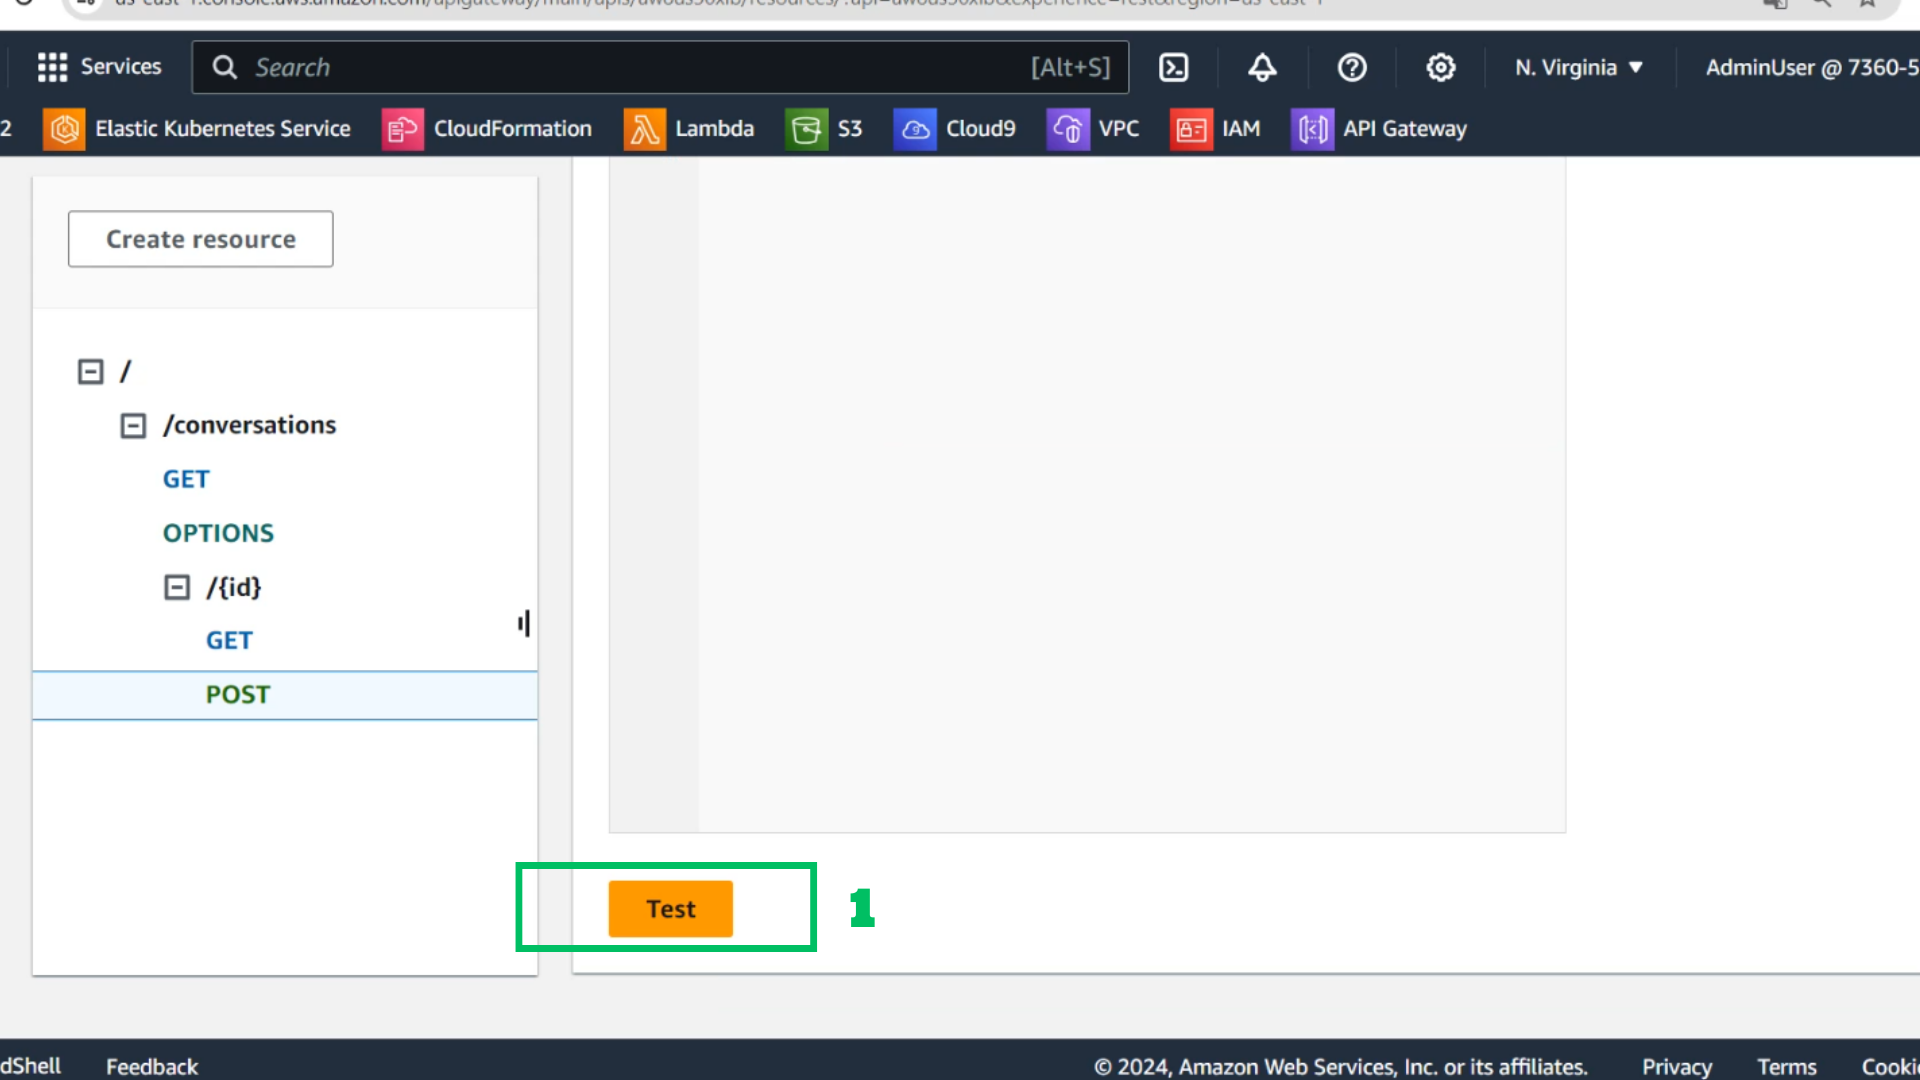 Services
Search
[Alt+S]
N. Virginia ▼
AdminUser @ 7360-5
2
Elastic Kubernetes Service
CloudFormation
Lambda
S3
Cloud9
VPC
IAM
API Gateway
Create resource
/
/conversations
GET
OPTIONS
/{id}
GET
POST
Test
1
dShell
Feedback
© 2024, Amazon Web Services, Inc. or its affiliates.
Privacy
Terms
Cooki